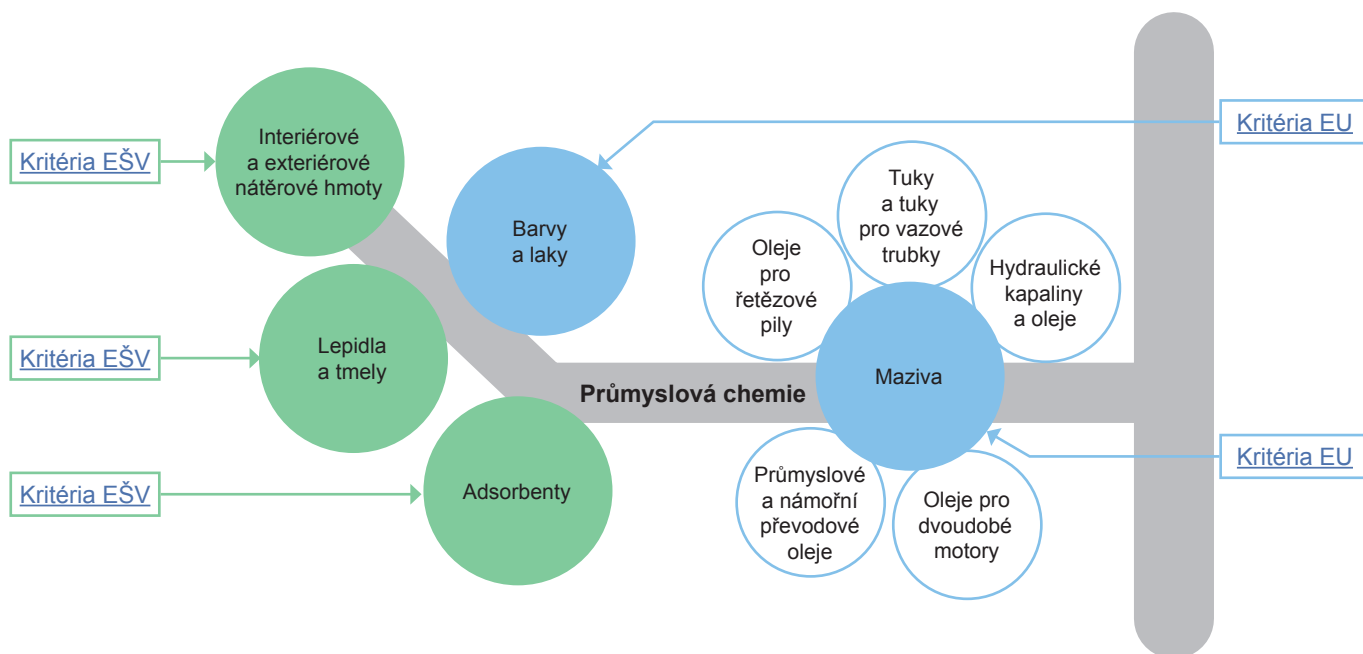 Kritéria EŠV
Interiérové
a exteriérové
nátěrové hmoty
Barvy
a laky
Kritéria EU
Tuky
a tuky
pro vazové
trubky
Oleje
pro
řetězové
pily
Hydraulické
kapaliny
a oleje
Kritéria EŠV
Lepidla
a tmely
Průmyslová chemie
Maziva
Kritéria EU
Kritéria EŠV
Adsorbenty
Průmyslové
a námořní
převodové
oleje
Oleje pro
dvoudobé
motory